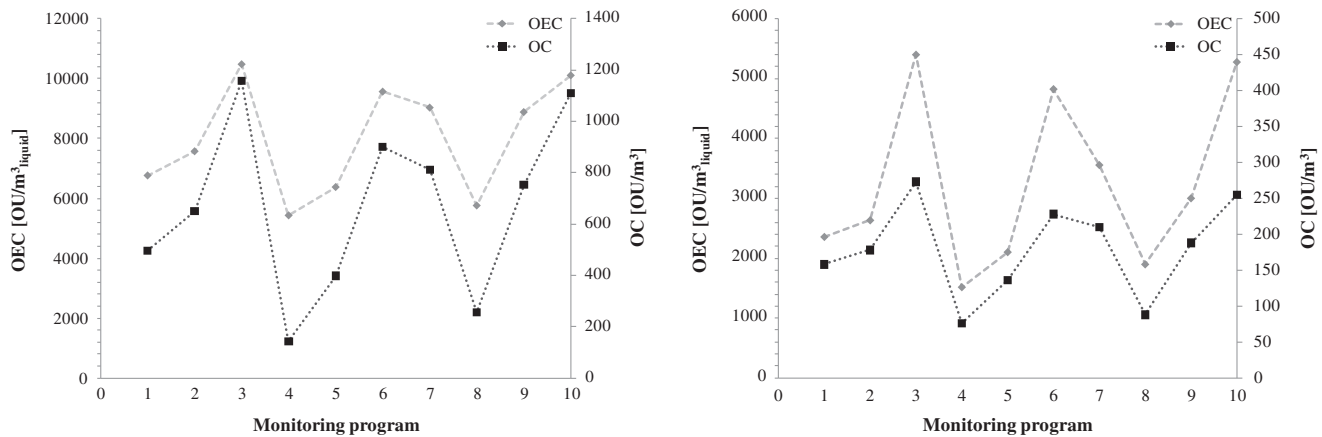 12000
10000
8000
6000
4000
2000
0
OEC [OU/m³liquid]
1400
1200
1000
800
600
400
200
0
OC [OU/m³]
OEC
OC
0 1 2 3 4 5 6 7 8 9 10
Monitoring program
6000
5000
4000
3000
2000
1000
0
OEC [OU/m³liquid]
500
450
400
350
300
250
200
150
100
50
0
OC [OU/m³]
OEC
OC
0 1 2 3 4 5 6 7 8 9 10
Monitoring program